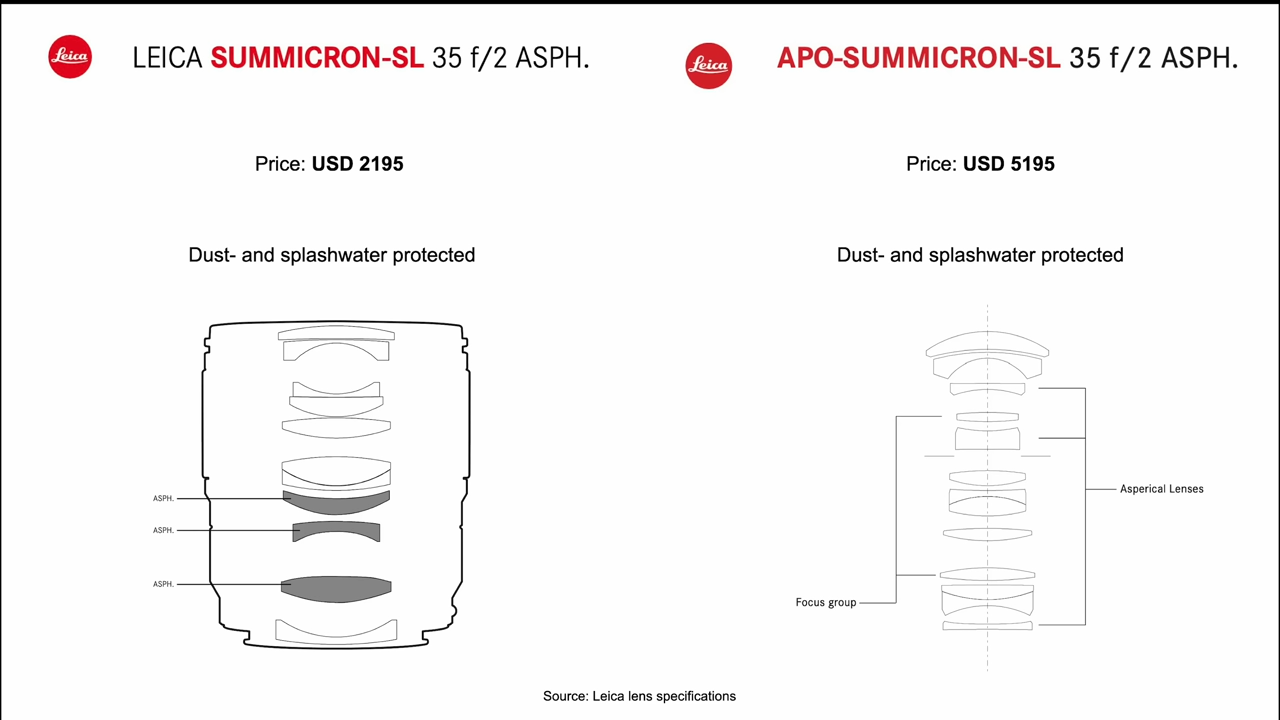 Leica LEICA SUMMICRON-SL 35 f/2 ASPH.
Leica APO-SUMMICRON-SL 35 f/2 ASPH.
Price: USD 2195
Price: USD 5195
Dust- and splashwater protected
Dust- and splashwater protected
ASPH.
ASPH.
ASPH.
Asperical Lenses
Focus group
Source: Leica lens specifications